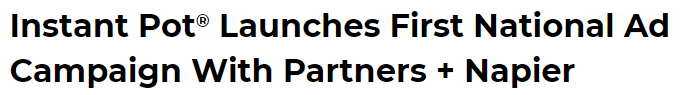 Instant Pot® Launches First National Ad
Campaign With Partners + Napier